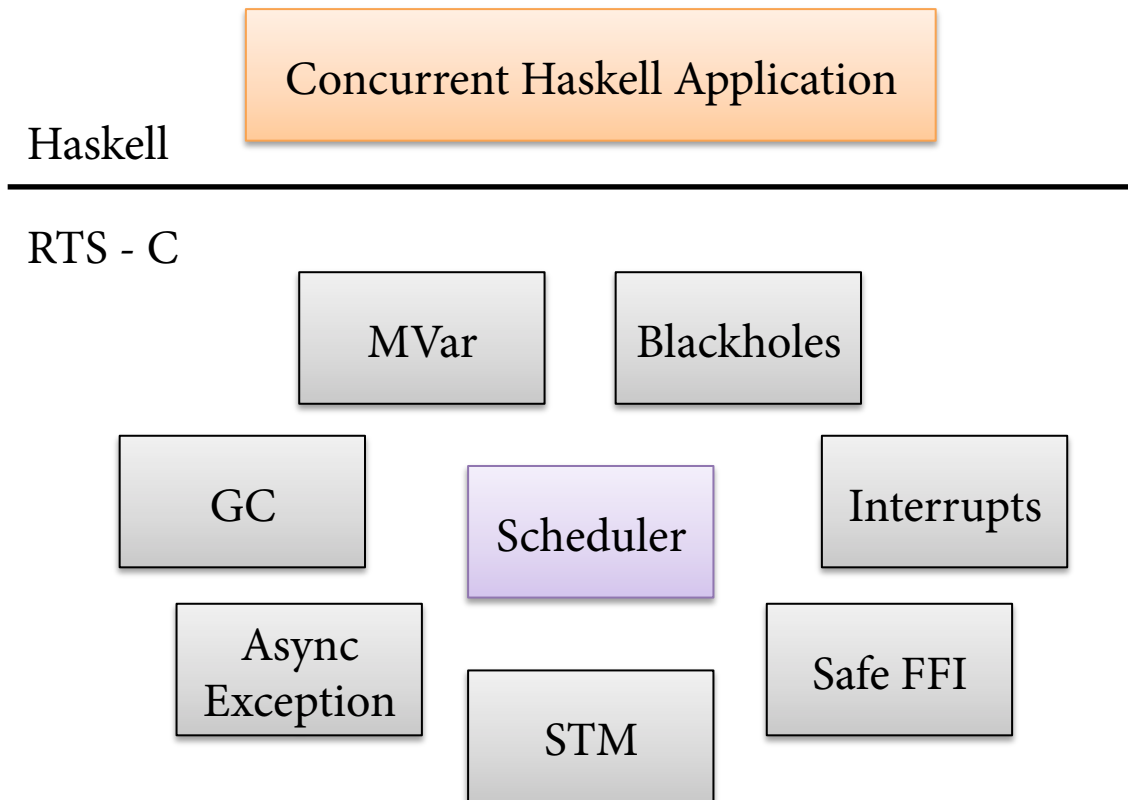 Concurrent Haskell Application
Haskell
RTS - C
MVar
Blackholes
GC
Scheduler
Interrupts
Async
Exception
STM
Safe FFI